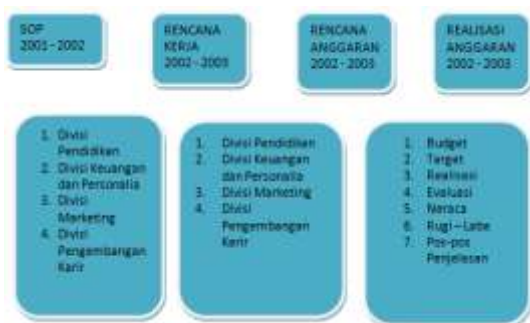 SOP
2001 - 2002
RENCANA
KERJA
2002 - 2003
RENCANA
ANGGARAN
2002 - 2003
REALISASI
ANGGARAN
2002 - 2003
1. Divisi
Pendidikan
2. Divisi Keuangan
dan Personalia
3. Divisi
Marketing
4. Divisi
Pengembangan
Karir
1. Divisi Pendidikan
2. Divisi Keuangan
dan Personalia
3. Divisi Marketing
4. Divisi
Pengembangan
Karir
1. Budget
2. Target
3. Realisasi
4. Evaluasi
5. Neraca
6. Rugi – Laba
7. Pos-pos
Penjelasan